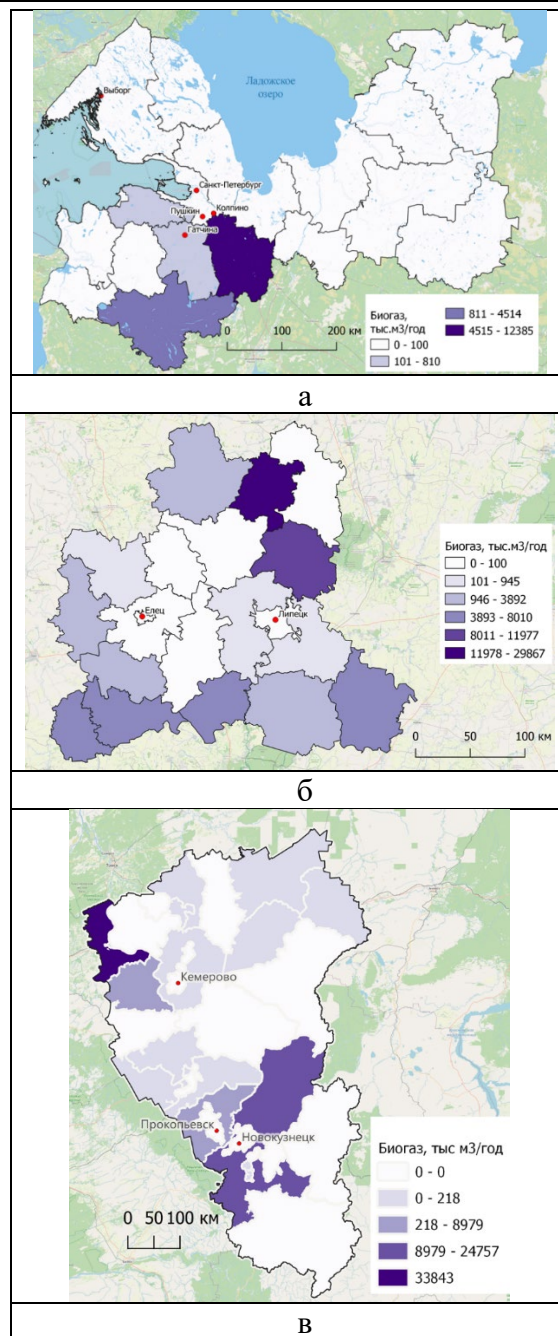 Выборг
Ладожское
озеро
Санкт-Петербург
Пушкин
Колпино
Гатчина
0 100 200 км
Биогаз,
тыс.м3/год
0 - 100
101 - 810
811 - 4514
4515 - 12385
а
Елец
Липецк
Биогаз, тыс.м3/год
0 - 100
101 - 945
946 - 3892
3893 - 8010
8011 - 11977
11978 - 29867
0 50 100 км
б
Кемерово
Прокопьевск
Новокузнецк
0 50 100 км
Биогаз, тыс м3/год
0 - 0
0 - 218
218 - 8979
8979 - 24757
33843
в